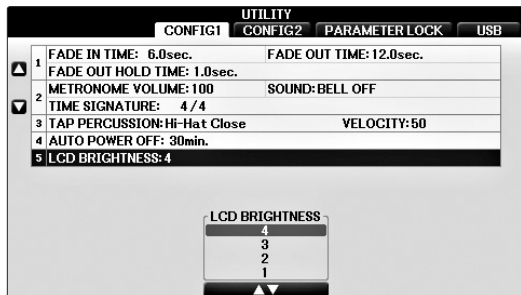 UTILITY
CONFIG1 CONFIG2 PARAMETER LOCK USB
1 FADE IN TIME: 6.0sec. FADE OUT TIME:12.0sec.
FADE OUT HOLD TIME: 1.0sec.
2 METRONOME VOLUME:100 SOUND:BELL OFF
TIME SIGNATURE: 4/4
3 TAP PERCUSSION:Hi-Hat Close VELOCITY:50
4 AUTO POWER OFF: 30min.
5 LCD BRIGHTNESS:4
LCD BRIGHTNESS
4
3
2
1